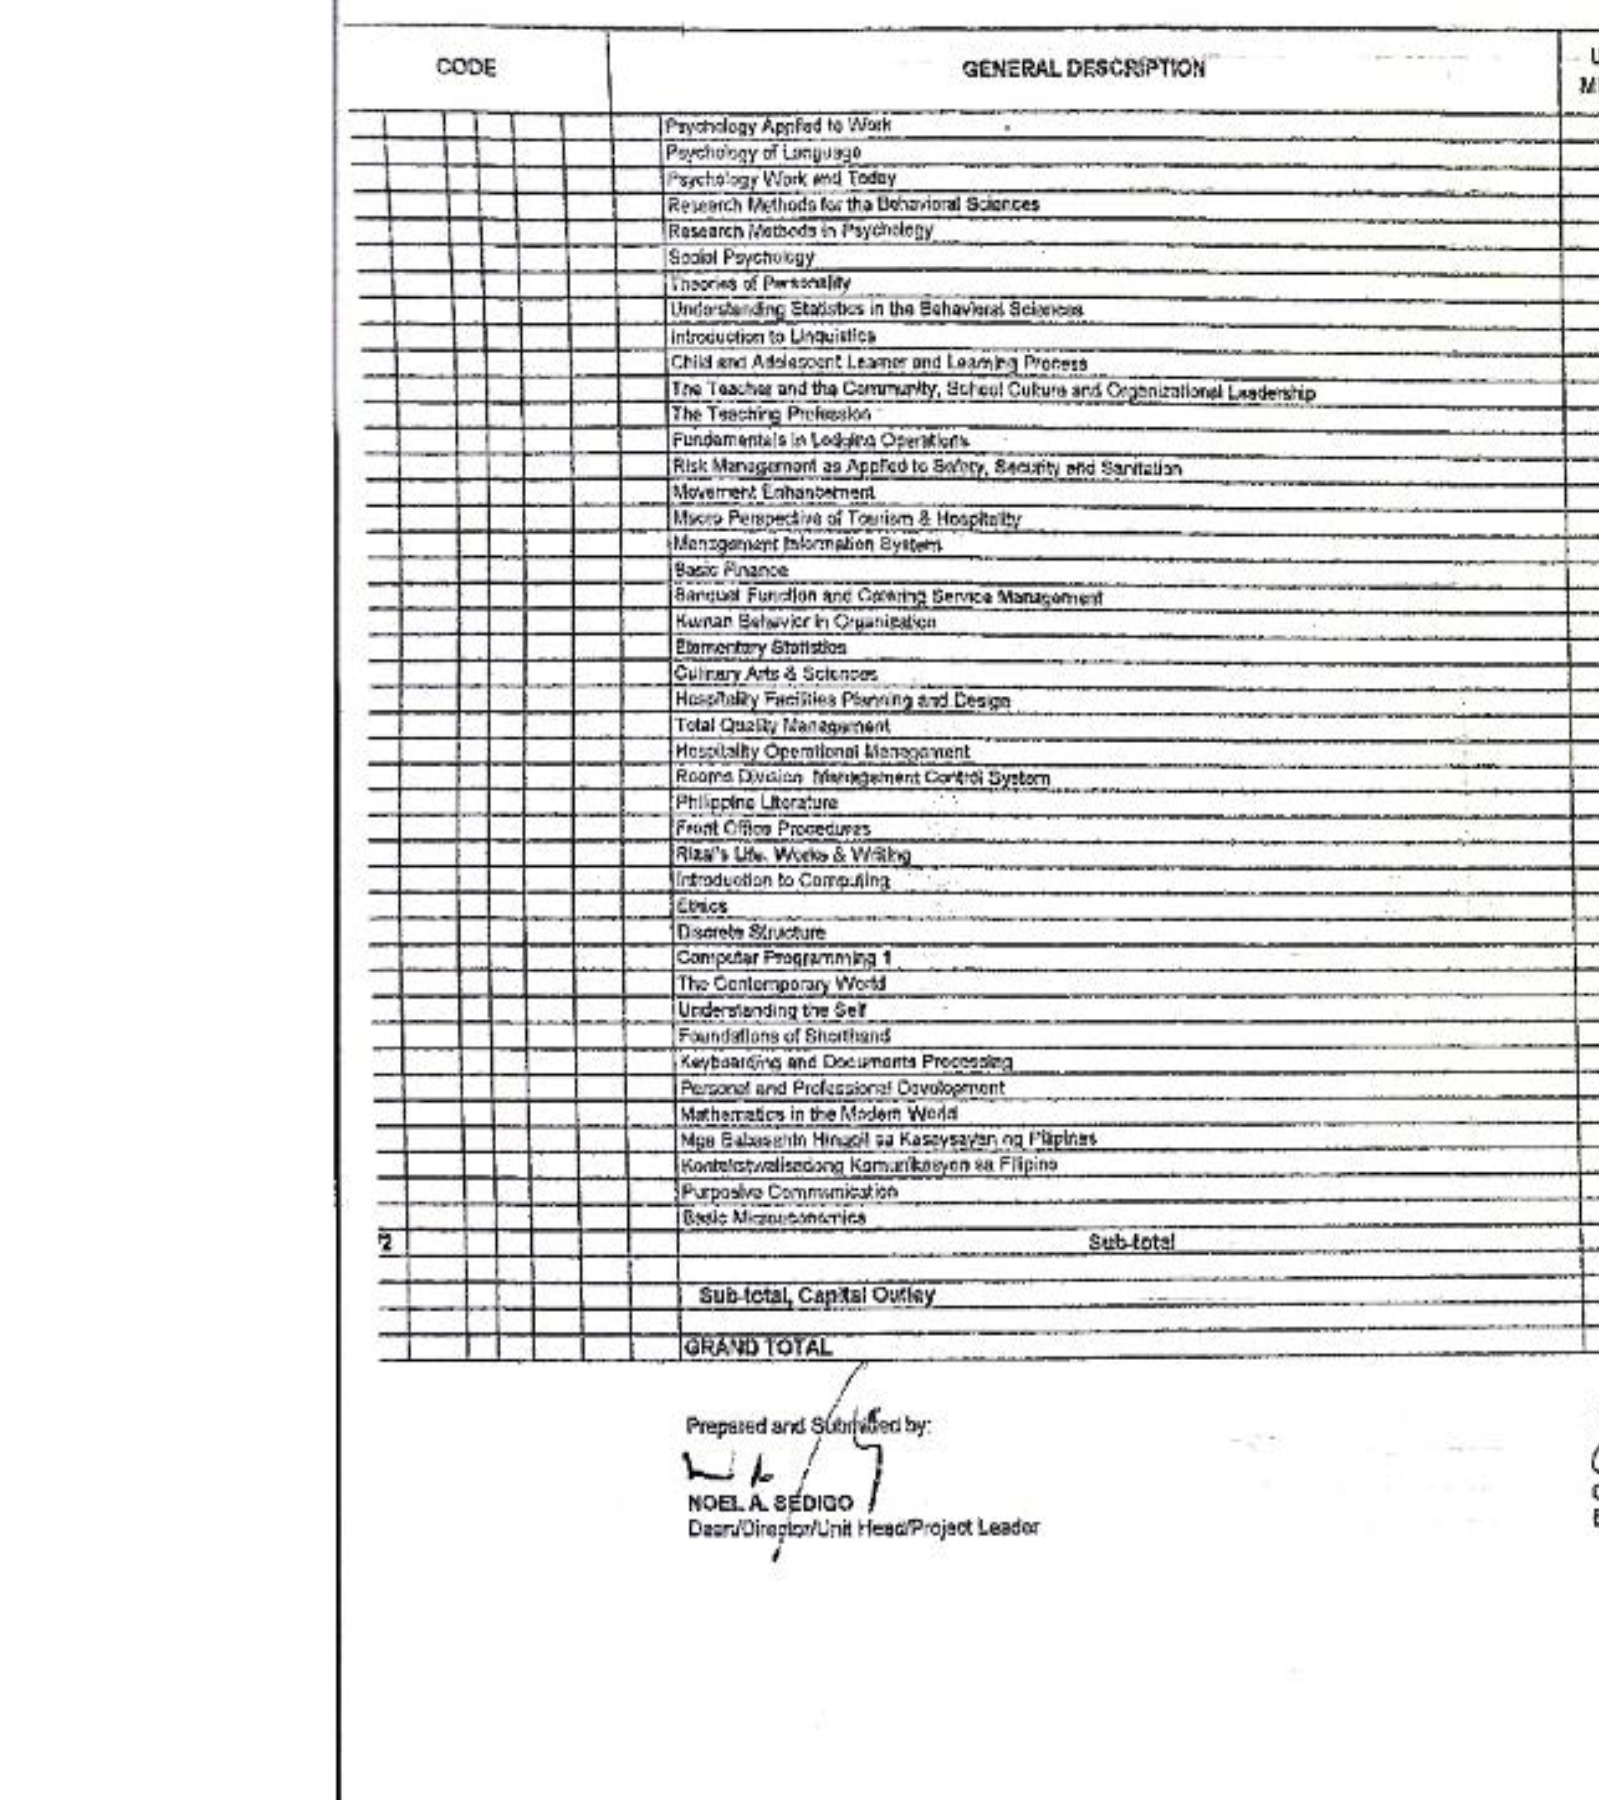 CODE GENERAL DESCRIPTION
Psychology Applied to Work
Psychology of Language
Psychology Work and Today
Research Methods for the Behavioral Sciences
Research Methods in Psychology
Social Psychology
Theories of Personality
Understanding Statistics in the Behavioral Sciences
Introduction to Linguistics
Child and Adolescent Learner and Learning Process
The Teacher and the Community, School Culture and Organizational Leadership
The Teaching Profession
Fundamentals in Lodging Operations
Risk Management as Applied to Safety, Security and Sanitation
Movement Enhancement
Macro Perspective of Tourism & Hospitality
Management Information System
Basic Finance
Banquet Function and Catering Service Management
Human Behavior in Organization
Elementary Statistics
Culinary Arts & Sciences
Hospitality Facilities Planning and Design
Total Quality Management
Hospitality Operational Management
Rooms Division Management Control System
Philippine Literature
Front Office Procedures
Rizal's Life, Works & Writing
Introduction to Computing
Ethics
Discrete Structure
Computer Programming 1
The Contemporary World
Understanding the Self
Foundations of Shorthand
Keyboarding and Documents Processing
Personal and Professional Development
Mathematics in the Modern World
Mga Babasahin Hinggil sa Kasaysayan ng Pilipinas
Kontekstwalisadong Komunikasyon sa Filipino
Purposive Communication
Basic Microeconomics
2 Sub-total
Sub-total, Capital Outlay
GRAND TOTAL
Prepared and Submitted by:
NOEL A. SEDIGO
Dean/Director/Unit Head/Project Leader